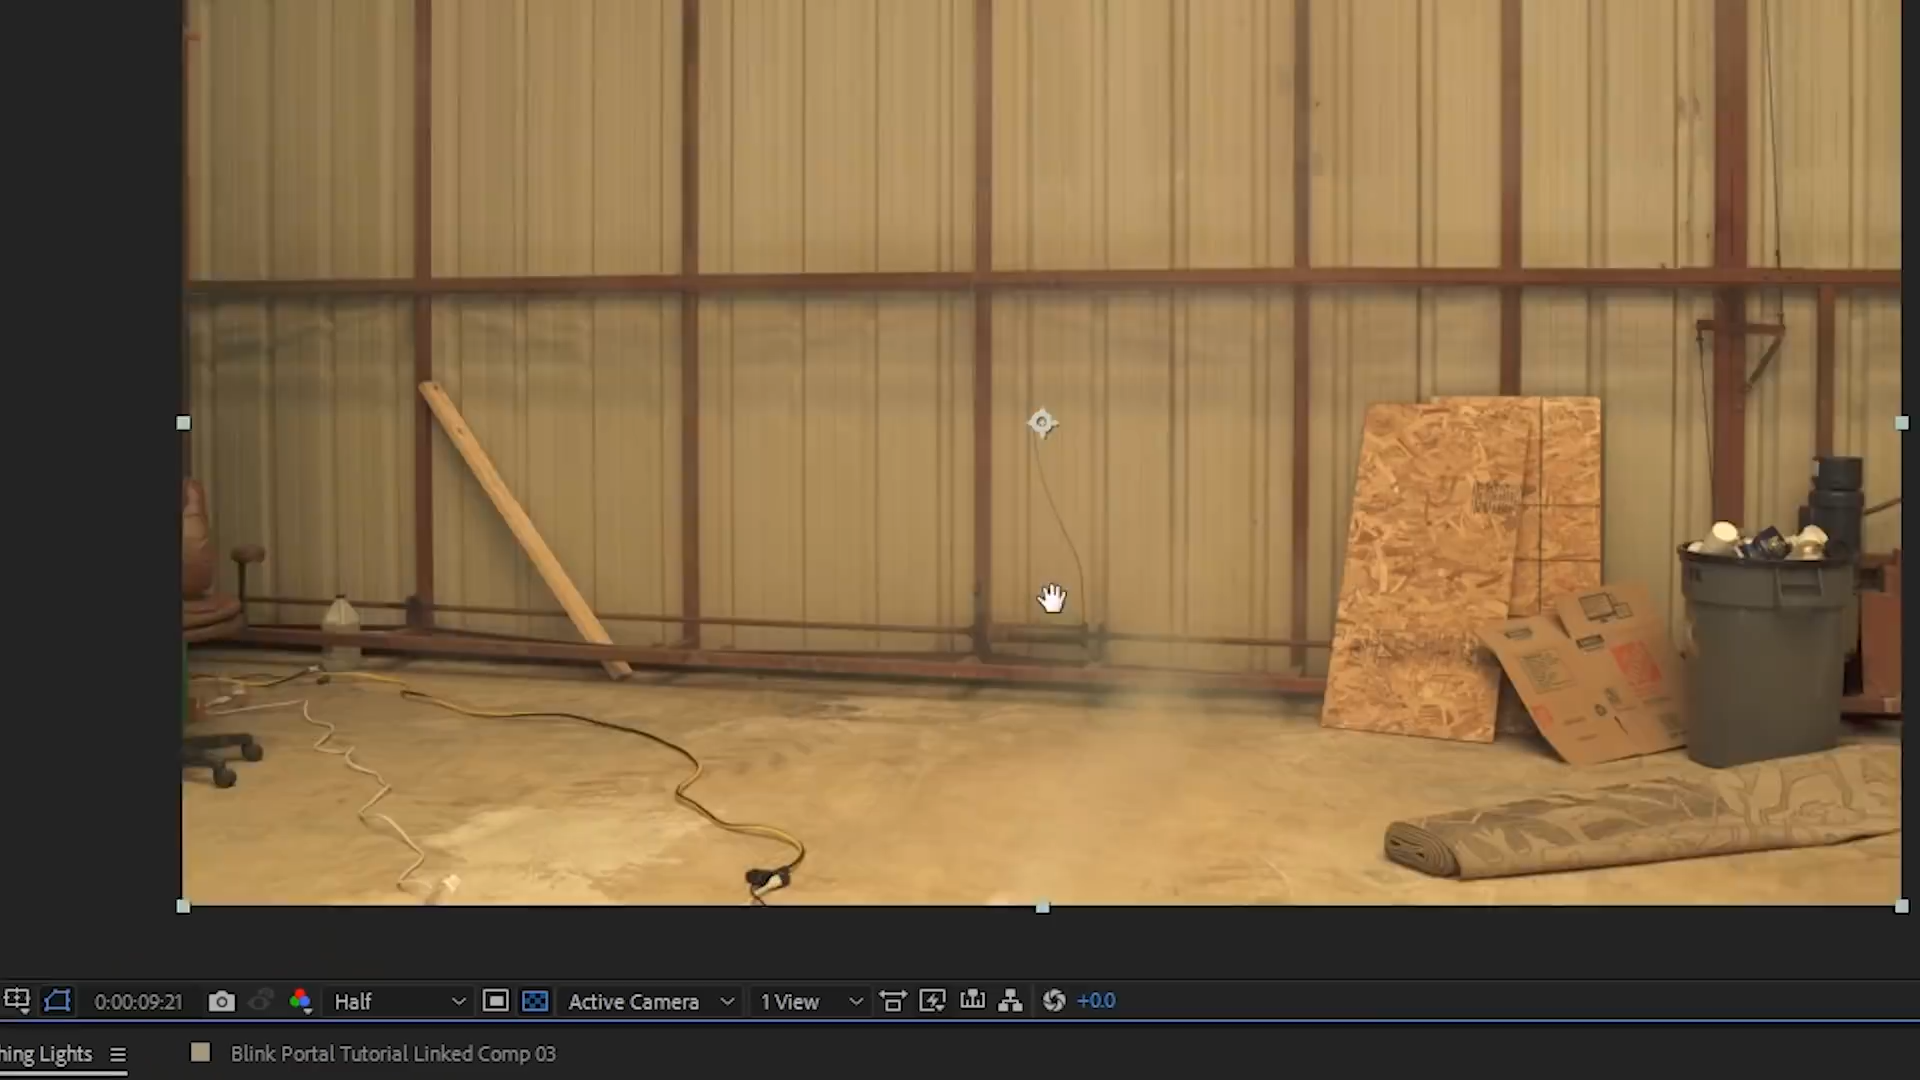 0:00:09:21
Half
Active Camera
1 View
+0.0
hing Lights
Blink Portal Tutorial Linked Comp 03